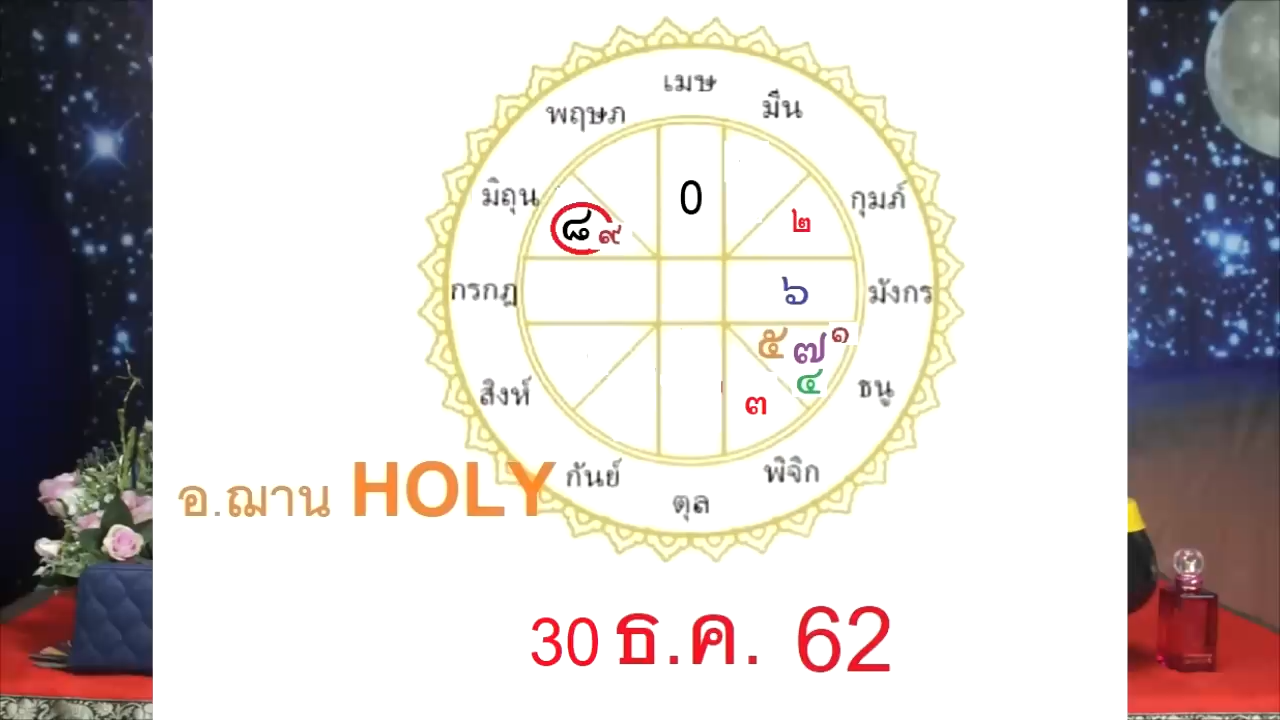 เมษ
พฤษภ
มีน
มิถุน
กุมภ์
0
๒
๘ ๙
กรกฎ
๖
มังกร
๕ ๗ ๑
๔
สิงห์
๓
ธนู
กันย์
พิจิก
ตุล
อ.ฌาน HOLY
30 ธ.ค. 62